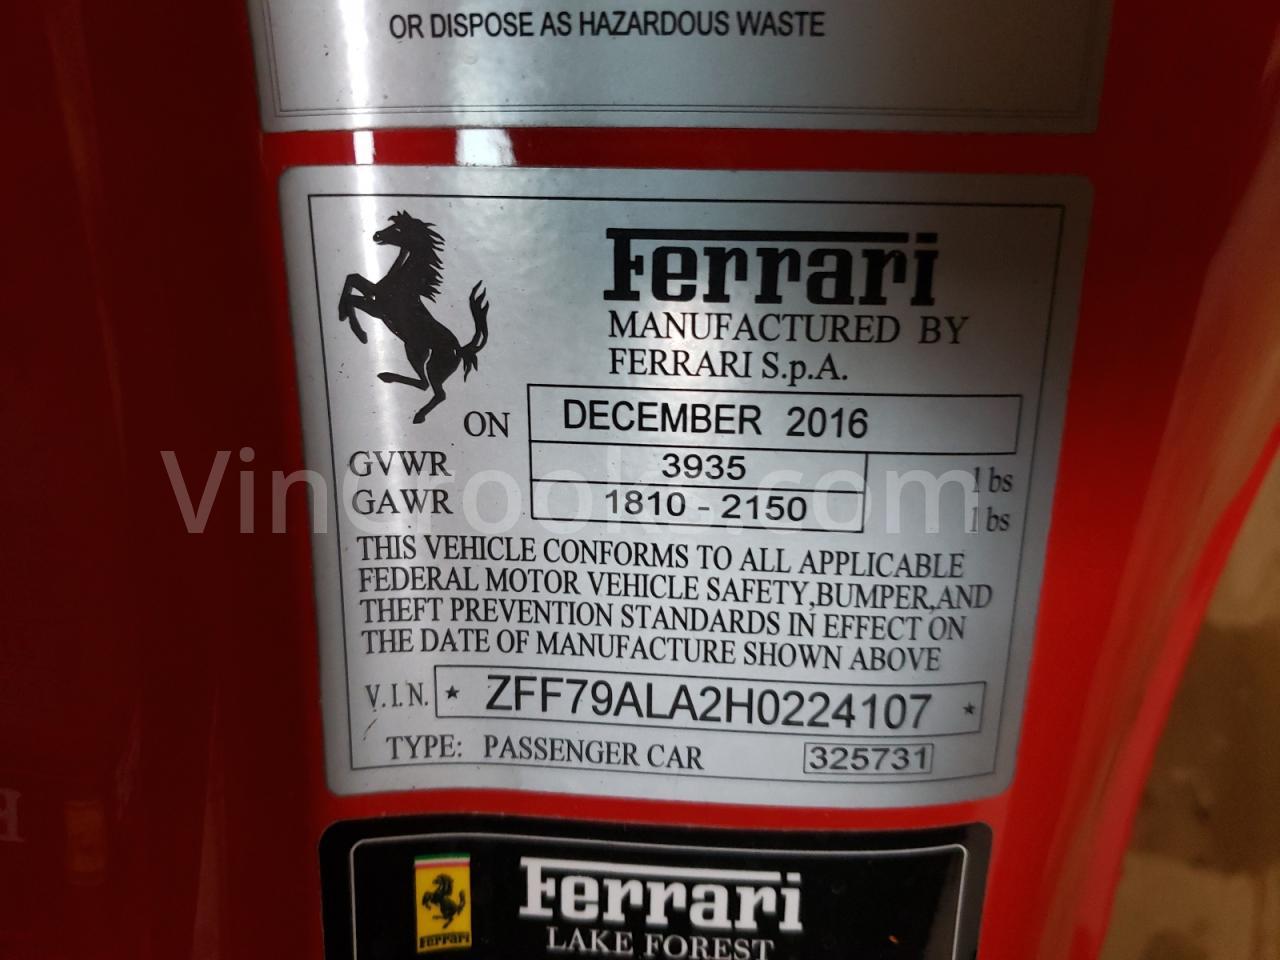 OR DISPOSE AS HAZARDOUS WASTE
Ferrari
MANUFACTURED BY
FERRARI S.p.A.
ON DECEMBER 2016
GVWR 3935 lbs
GAWR 1810 - 2150 lbs
THIS VEHICLE CONFORMS TO ALL APPLICABLE
FEDERAL MOTOR VEHICLE SAFETY,BUMPER,AND
THEFT PREVENTION STANDARDS IN EFFECT ON
THE DATE OF MANUFACTURE SHOWN ABOVE
V.I.N. * ZFF79ALA2H0224107 *
TYPE: PASSENGER CAR 325731
Ferrari
Ferrari
LAKE FOREST